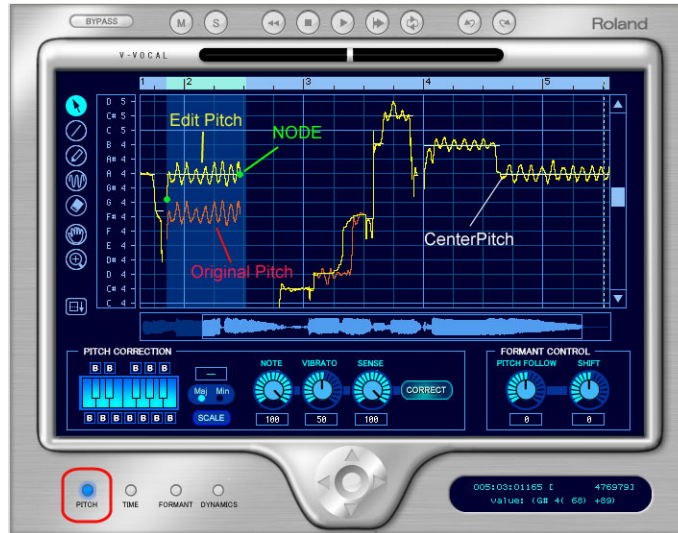 BYPASS
M S
Roland
V-VOCAL
1 2 3 4 5
D 5
C# 5
C 5
B 4
A# 4
A 4
G# 4
G 4
F# 4
F 4
E 4
D# 4
D 4
C# 4
C 4
Edit Pitch
NODE
Original Pitch
CenterPitch
PITCH CORRECTION
B B B B B
B B B B B B B
Maj Min
SCALE
NOTE VIBRATO SENSE
CORRECT
100 50 100
FORMANT CONTROL
PITCH FOLLOW SHIFT
0 0
PITCH TIME FORMANT DYNAMICS
005:03:01165 [ 476979]
Value: (G# 4( 68) +89)